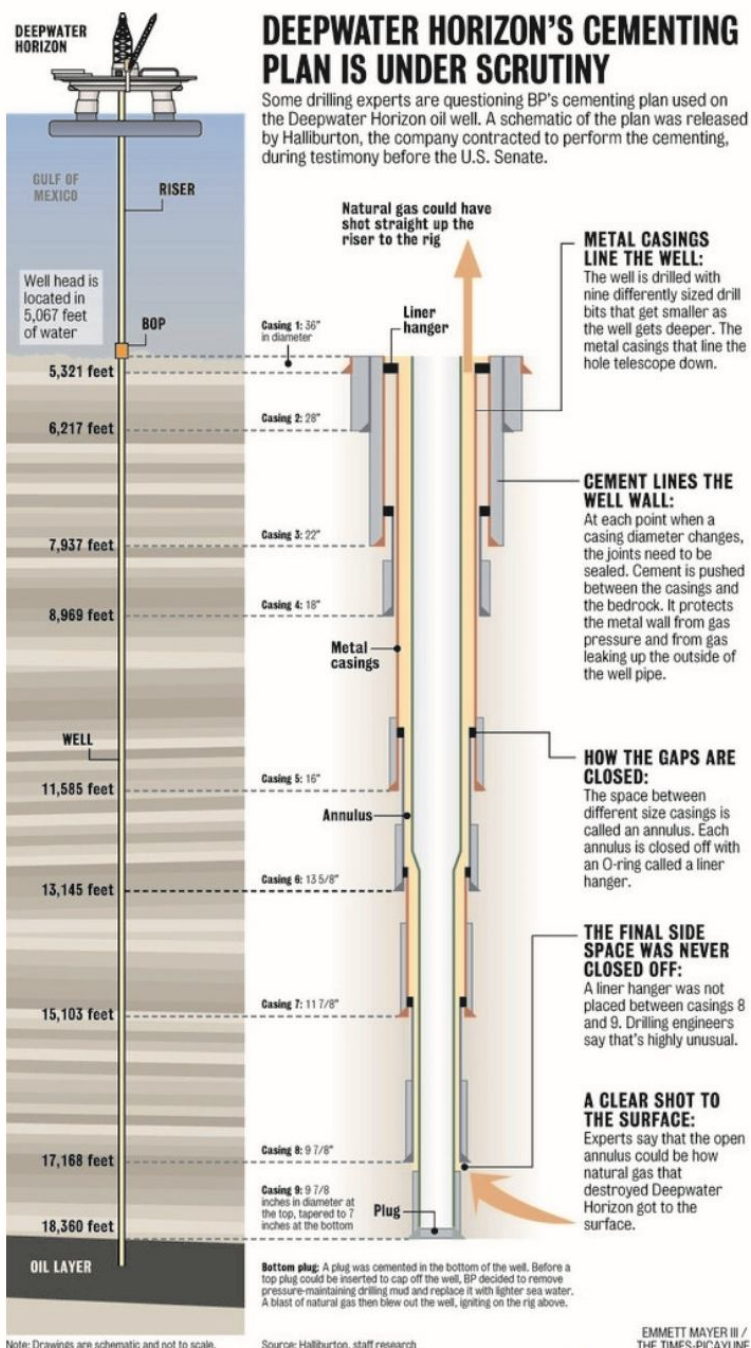 DEEPWATER
HORIZON
DEEPWATER HORIZON'S CEMENTING
PLAN IS UNDER SCRUTINY
Some drilling experts are questioning BP's cementing plan used on
the Deepwater Horizon oil well. A schematic of the plan was released
by Halliburton, the company contracted to perform the cementing,
during testimony before the U.S. Senate.
GULF OF
MEXICO
RISER
Well head is
located in
5,067 feet
of water
BOP
5,321 feet
6,217 feet
7,937 feet
8,969 feet
WELL
11,585 feet
13,145 feet
15,103 feet
17,168 feet
18,360 feet
OIL LAYER
Natural gas could have
shot straight up the
riser to the rig
Liner
hanger
Casing 1: 36"
in diameter
Casing 2: 28"
Casing 3: 22"
Casing 4: 18"
Metal
casings
Casing 5: 16"
Annulus
Casing 6: 13 5/8"
Casing 7: 11 7/8"
Casing 8: 9 7/8"
Casing 9: 9 7/8
inches in diameter at
the top, tapered to 7
inches at the bottom
Plug
METAL CASINGS
LINE THE WELL:
The well is drilled with
nine differently sized drill
bits that get smaller as
the well gets deeper. The
metal casings that line the
hole telescope down.
CEMENT LINES THE
WELL WALL:
At each point when a
casing diameter changes,
the joints need to be
sealed. Cement is pushed
between the casings and
the bedrock. It protects
the metal wall from gas
pressure and from gas
leaking up the outside of
the well pipe.
HOW THE GAPS ARE
CLOSED:
The space between
different size casings is
called an annulus. Each
annulus is closed off with
an O-ring called a liner
hanger.
THE FINAL SIDE
SPACE WAS NEVER
CLOSED OFF:
A liner hanger was not
placed between casings 8
and 9. Drilling engineers
say that's highly unusual.
A CLEAR SHOT TO
THE SURFACE:
Experts say that the open
annulus could be how
natural gas that
destroyed Deepwater
Horizon got to the
surface.
Bottom plug: A plug was cemented in the bottom of the well. Before a
top plug could be inserted to cap off the well, BP decided to remove
pressure-maintaining drilling mud and replace it with lighter sea water.
A blast of natural gas then blew out the well, igniting on the rig above.
Note: Drawings are schematic and not to scale.
Source: Halliburton, staff research
EMMETT MAYER III /
THE TIMES-PICAYUNE